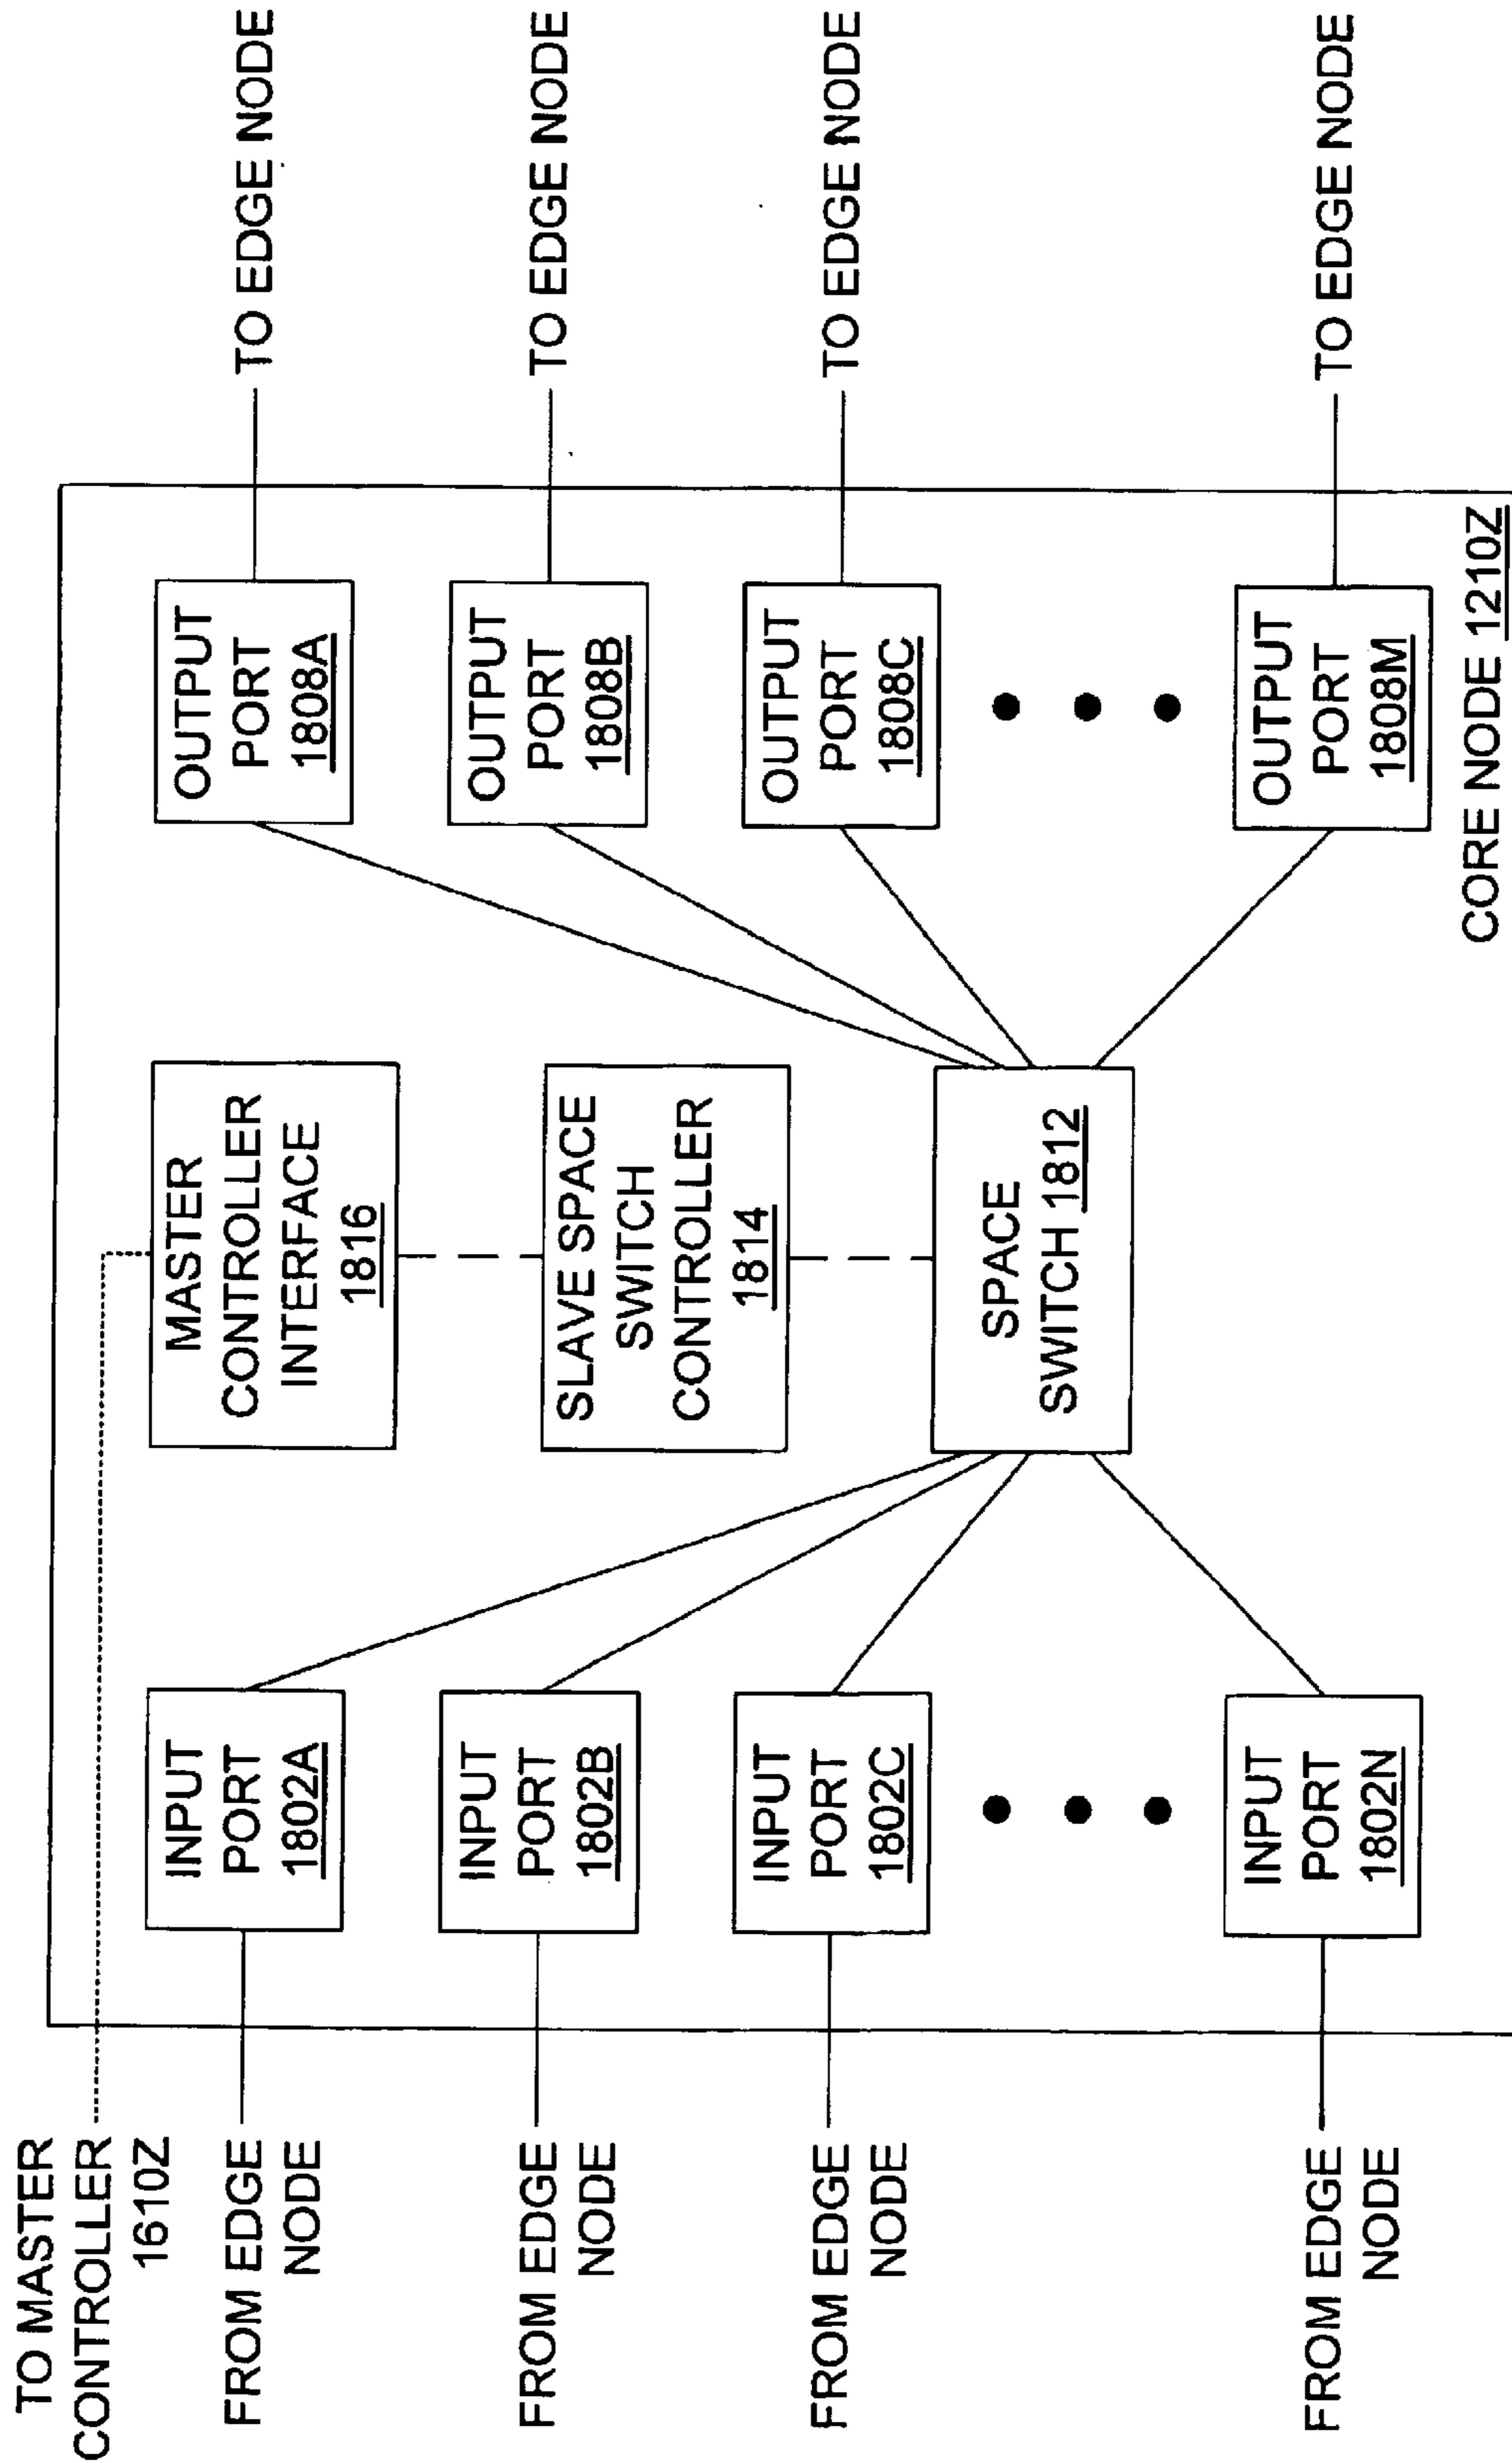 TO MASTER
CONTROLLER
1610Z
FROM EDGE
NODE
FROM EDGE
NODE
FROM EDGE
NODE
FROM EDGE
NODE
INPUT
PORT
1802A
INPUT
PORT
1802B
INPUT
PORT
1802C
INPUT
PORT
1802N
MASTER
CONTROLLER
INTERFACE
1816
SLAVE SPACE
SWITCH
CONTROLLER
1814
SPACE
SWITCH 1812
OUTPUT
PORT
1808A
OUTPUT
PORT
1808B
OUTPUT
PORT
1808C
OUTPUT
PORT
1808M
TO EDGE NODE
TO EDGE NODE
TO EDGE NODE
TO EDGE NODE
CORE NODE 1210Z